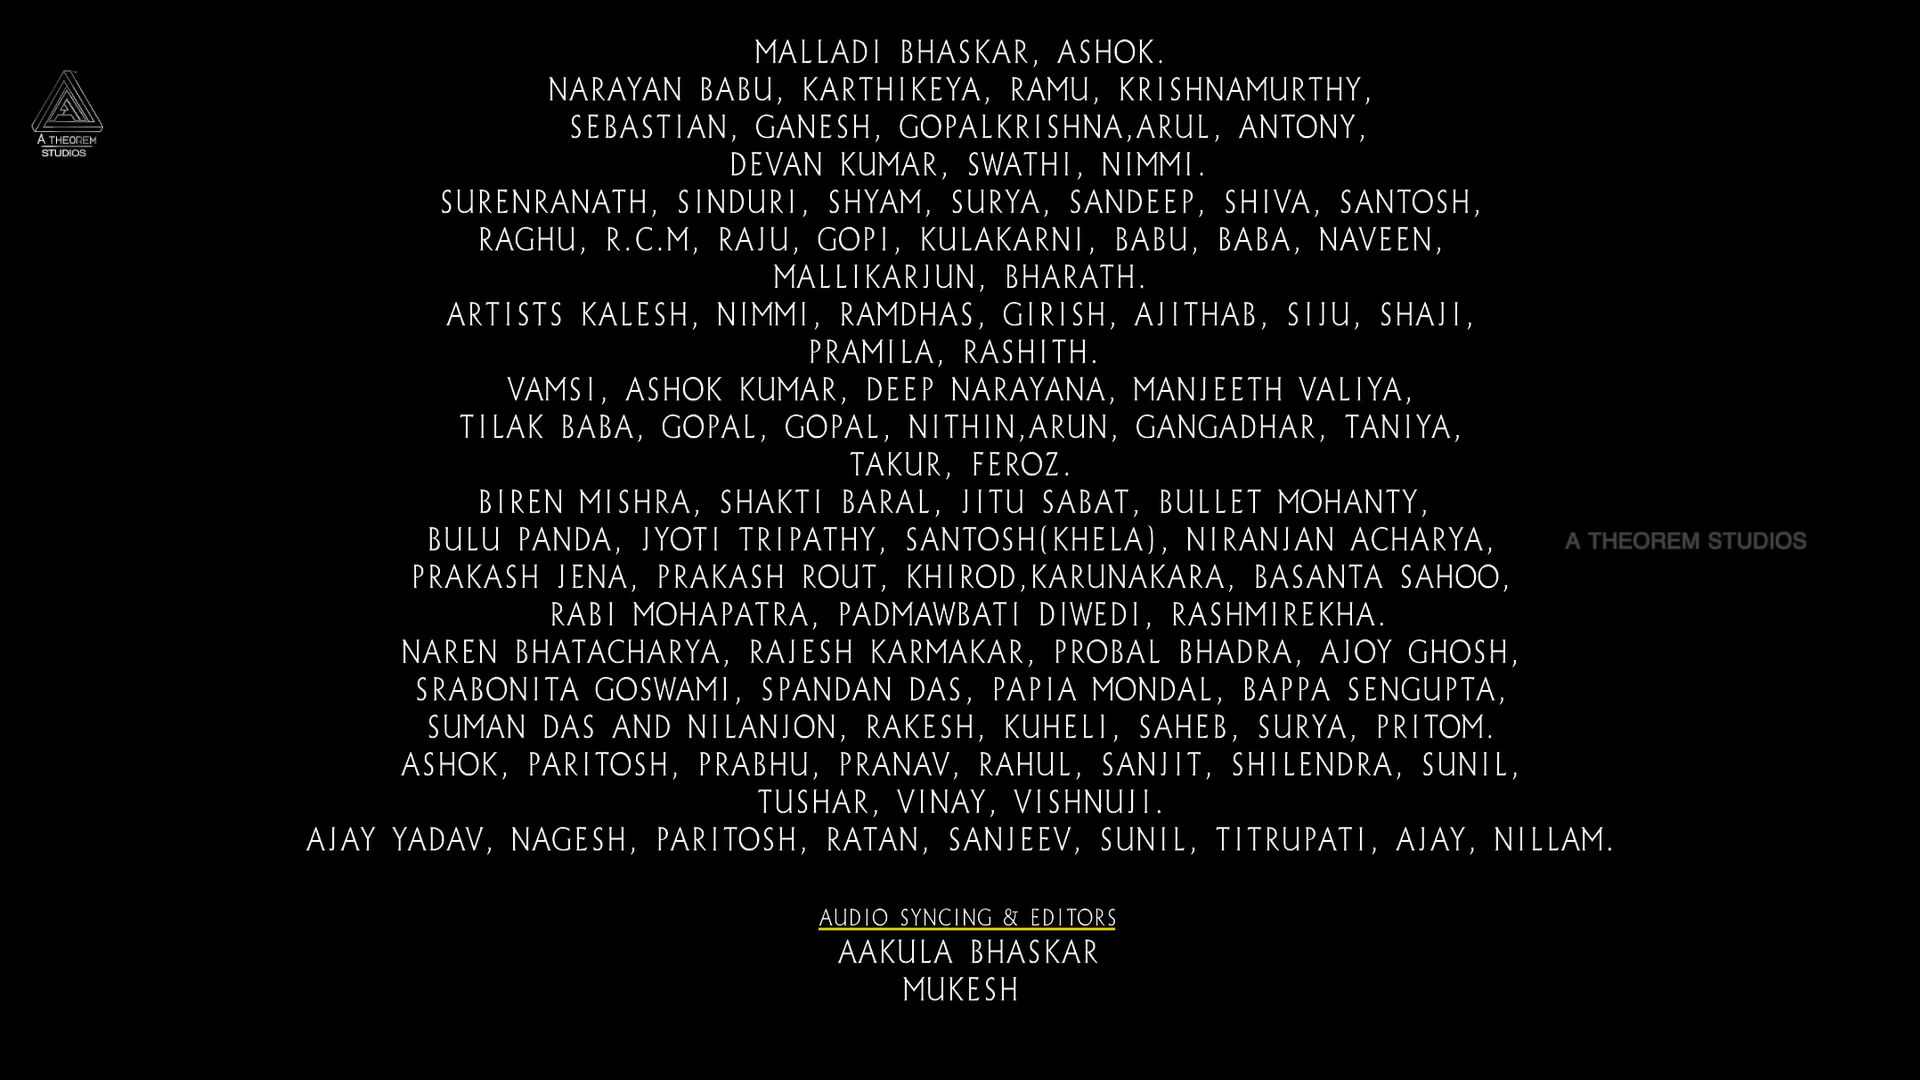 MALLADI BHASKAR, ASHOK.
NARAYAN BABU, KARTHIKEYA, RAMU, KRISHNAMURTHY,
A THEOREM
STUDIOS
SEBASTIAN, GANESH, GOPALKRISHNA,ARUL, ANTONY,
DEVAN KUMAR, SWATHI, NIMMI.
SURENRANATH, SINDURI, SHYAM, SURYA, SANDEEP, SHIVA, SANTOSH,
RAGHU, R.C.M, RAJU, GOPI, KULAKARNI, BABU, BABA, NAVEEN,
MALLIKARJUN, BHARATH.
ARTISTS KALESH, NIMMI, RAMDHAS, GIRISH, AJITHAB, SIJU, SHAJI,
PRAMILA, RASHITH.
VAMSI, ASHOK KUMAR, DEEP NARAYANA, MANJEETH VALIYA,
TILAK BABA, GOPAL, GOPAL, NITHIN,ARUN, GANGADHAR, TANIYA,
TAKUR, FEROZ.
BIREN MISHRA, SHAKTI BARAL, JITU SABAT, BULLET MOHANTY,
BULU PANDA, JYOTI TRIPATHY, SANTOSH(KHELA), NIRANJAN ACHARYA,
A THEOREM STUDIOS
PRAKASH JENA, PRAKASH ROUT, KHIROD,KARUNAKARA, BASANTA SAHOO,
RABI MOHAPATRA, PADMAWBATI DIWEDI, RASHMIREKHA.
NAREN BHATACHARYA, RAJESH KARMAKAR, PROBAL BHADRA, AJOY GHOSH,
SRABONITA GOSWAMI, SPANDAN DAS, PAPIA MONDAL, BAPPA SENGUPTA,
SUMAN DAS AND NILANJON, RAKESH, KUHELI, SAHEB, SURYA, PRITOM.
ASHOK, PARITOSH, PRABHU, PRANAV, RAHUL, SANJIT, SHILENDRA, SUNIL,
TUSHAR, VINAY, VISHNUJI.
AJAY YADAV, NAGESH, PARITOSH, RATAN, SANJEEV, SUNIL, TITRUPATI, AJAY, NILLAM.
AUDIO SYNCING & EDITORS
AAKULA BHASKAR
MUKESH